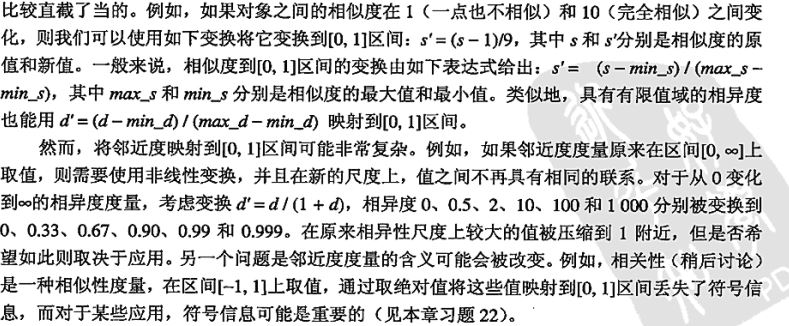 比较直截了当的。例如，如果对象之间的相似度在 1（一点也不相似）和 10（完全相似）之间变
化，则我们可以使用如下变换将它变换到[0, 1]区间：s′ = (s − 1)/9，其中 s 和 s′分别是相似度的原
值和新值。一般来说，相似度到[0, 1]区间的变换由如下表达式给出：s′ = (s − min_s) / (max_s −
min_s)，其中 max_s 和 min_s 分别是相似度的最大值和最小值。类似地，具有有限值域的相异度
也能用 d′ = (d − min_d) / (max_d − min_d) 映射到[0, 1]区间。
然而，将邻近度映射到[0, 1]区间可能非常复杂。例如，如果邻近度度量原来在区间[0, ∞]上
取值，则需要使用非线性变换，并且在新的尺度上，值之间不再具有相同的联系。对于从 0 变化
到∞的相异度度量，考虑变换 d′ = d / (1 + d)，相异度 0、0.5、2、10、100 和 1 000 分别被变换到
0、0.33、0.67、0.90、0.99 和 0.999。在原来相异性尺度上较大的值被压缩到 1 附近，但是否希
望如此则取决于应用。另一个问题是邻近度度量的含义可能会被改变。例如，相关性（稍后讨论）
是一种相似性度量，在区间[−1, 1]上取值，通过取绝对值将这些值映射到[0, 1]区间丢失了符号信
息，而对于某些应用，符号信息可能是重要的（见本章习题 22）。
PD